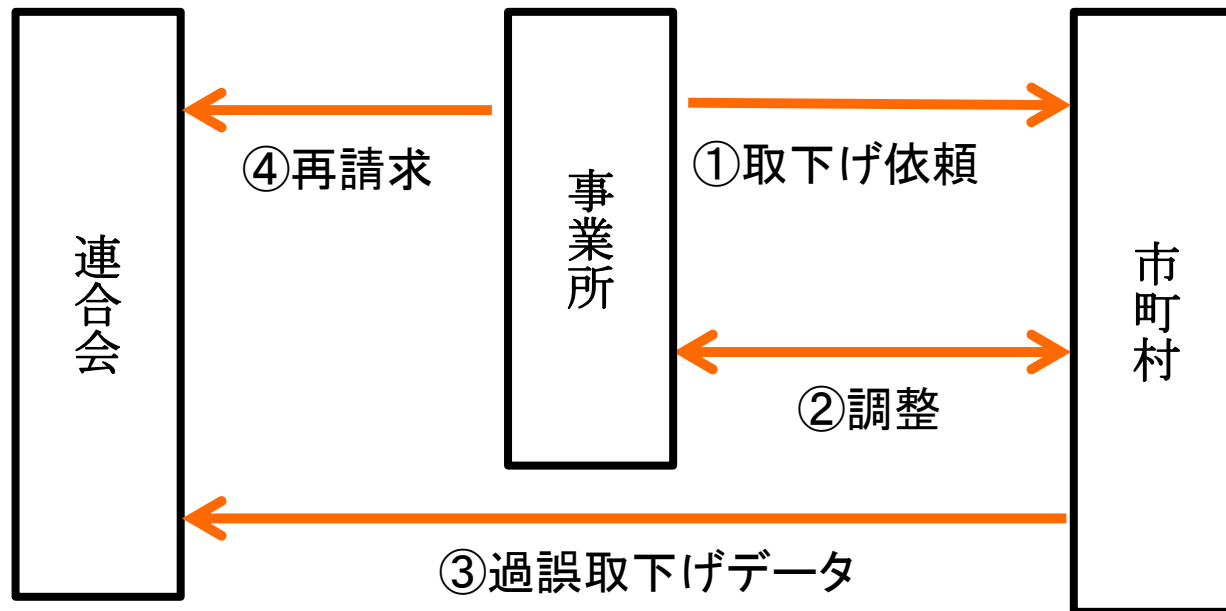 連合会
④再請求
事業所
①取下げ依頼
②調整
市町村
③過誤取下げデータ